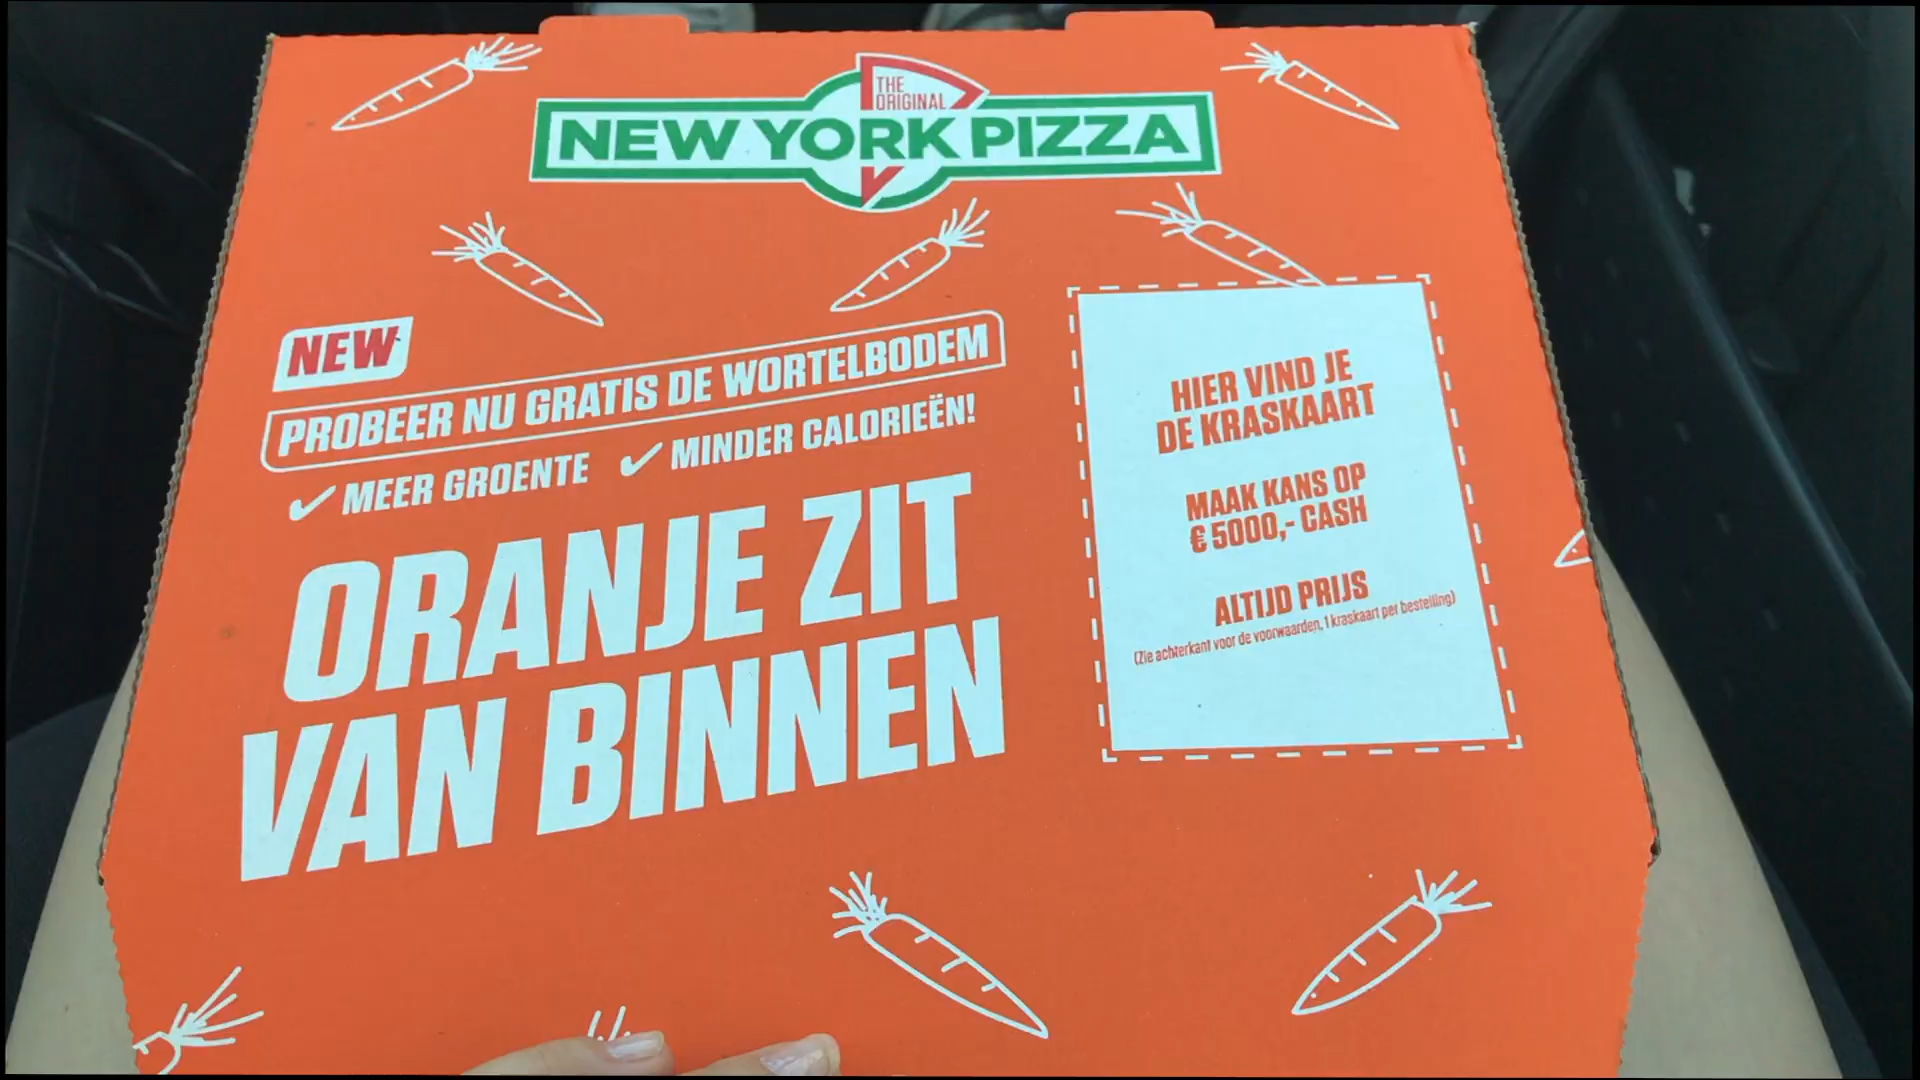 THE
ORIGINAL
NEW YORK PIZZA
NEW
PROBEER NU GRATIS DE WORTELBODEM
✓ MEER GROENTE ✓ MINDER CALORIEËN!
ORANJE ZIT
VAN BINNEN
HIER VIND JE
DE KRASKAART
MAAK KANS OP
€ 5000,- CASH
ALTIJD PRIJS
(Zie achterkant voor de voorwaarden, 1 kraskaart per bestelling)